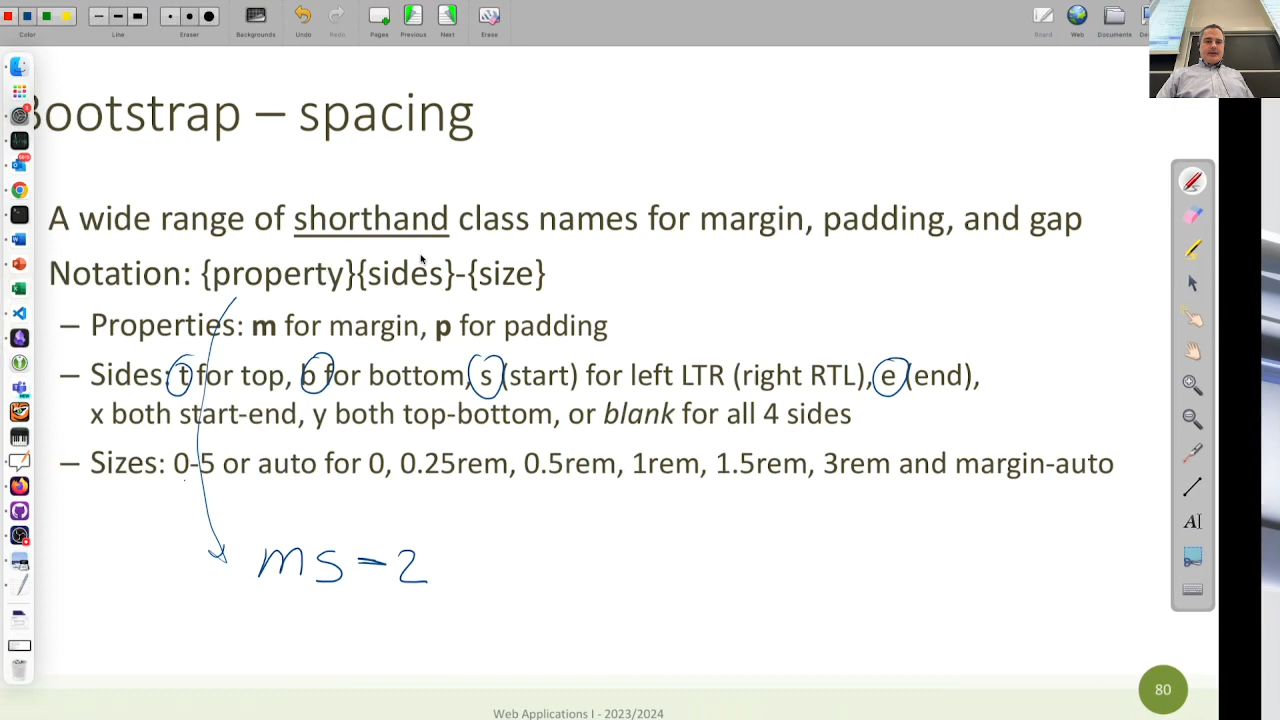 Color
Line
Eraser
Backgrounds
Undo
Redo
Pages
Previous
Next
Erase
Board
Web
Documents
Bootstrap – spacing
A wide range of shorthand class names for margin, padding, and gap
Notation: {property}{sides}-{size}
– Properties: m for margin, p for padding
– Sides: t for top, b for bottom, s (start) for left LTR (right RTL), e (end),
x both start-end, y both top-bottom, or blank for all 4 sides
– Sizes: 0-5 or auto for 0, 0.25rem, 0.5rem, 1rem, 1.5rem, 3rem and margin-auto
ms-2
80
Web Applications I - 2023/2024